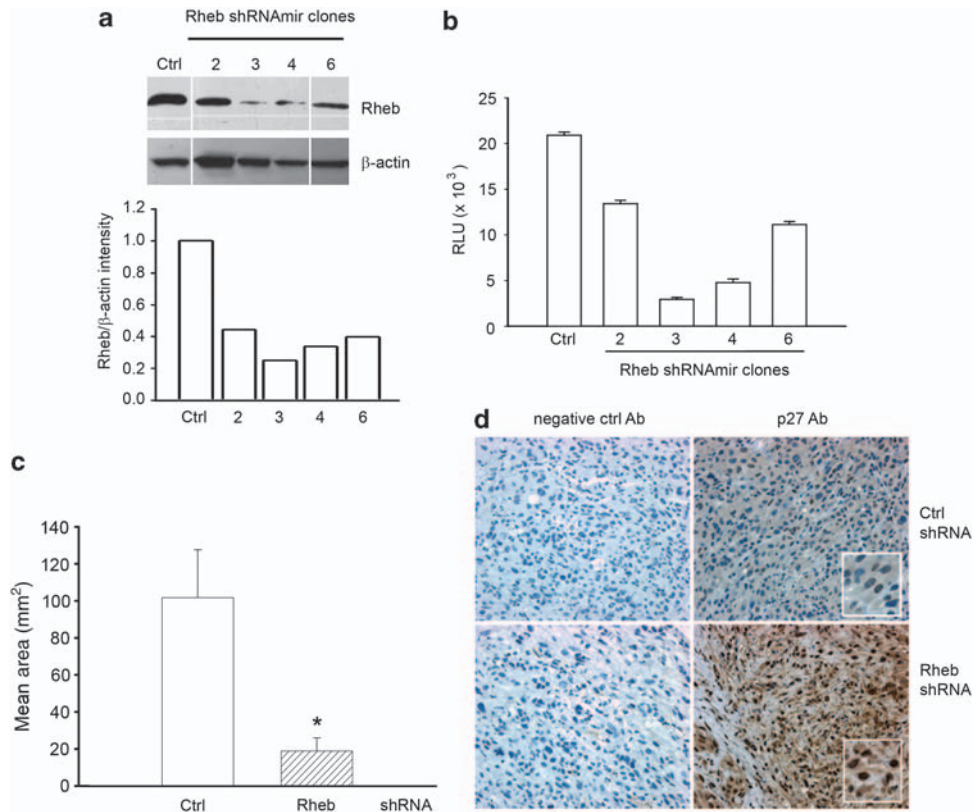 a
Rheb shRNAmir clones
Ctrl 2 3 4 6
Rheb
β-actin
1.2
1.0
0.8
0.6
0.4
0.2
0.0
Rheb/β-actin intensity
Ctrl 2 3 4 6
b
25
20
15
10
5
0
RLU (x 10³)
Ctrl 2 3 4 6
Rheb shRNAmir clones
c
140
120
100
80
60
40
20
0
Mean area (mm²)
*
Ctrl Rheb shRNA
d
negative ctrl Ab p27 Ab
Ctrl
shRNA
Rheb
shRNA